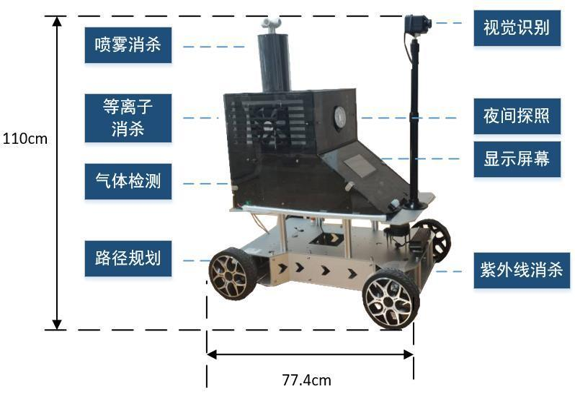 喷雾消杀
等离子
消杀
气体检测
路径规划
视觉识别
夜间探照
显示屏幕
紫外线消杀
110cm
77.4cm